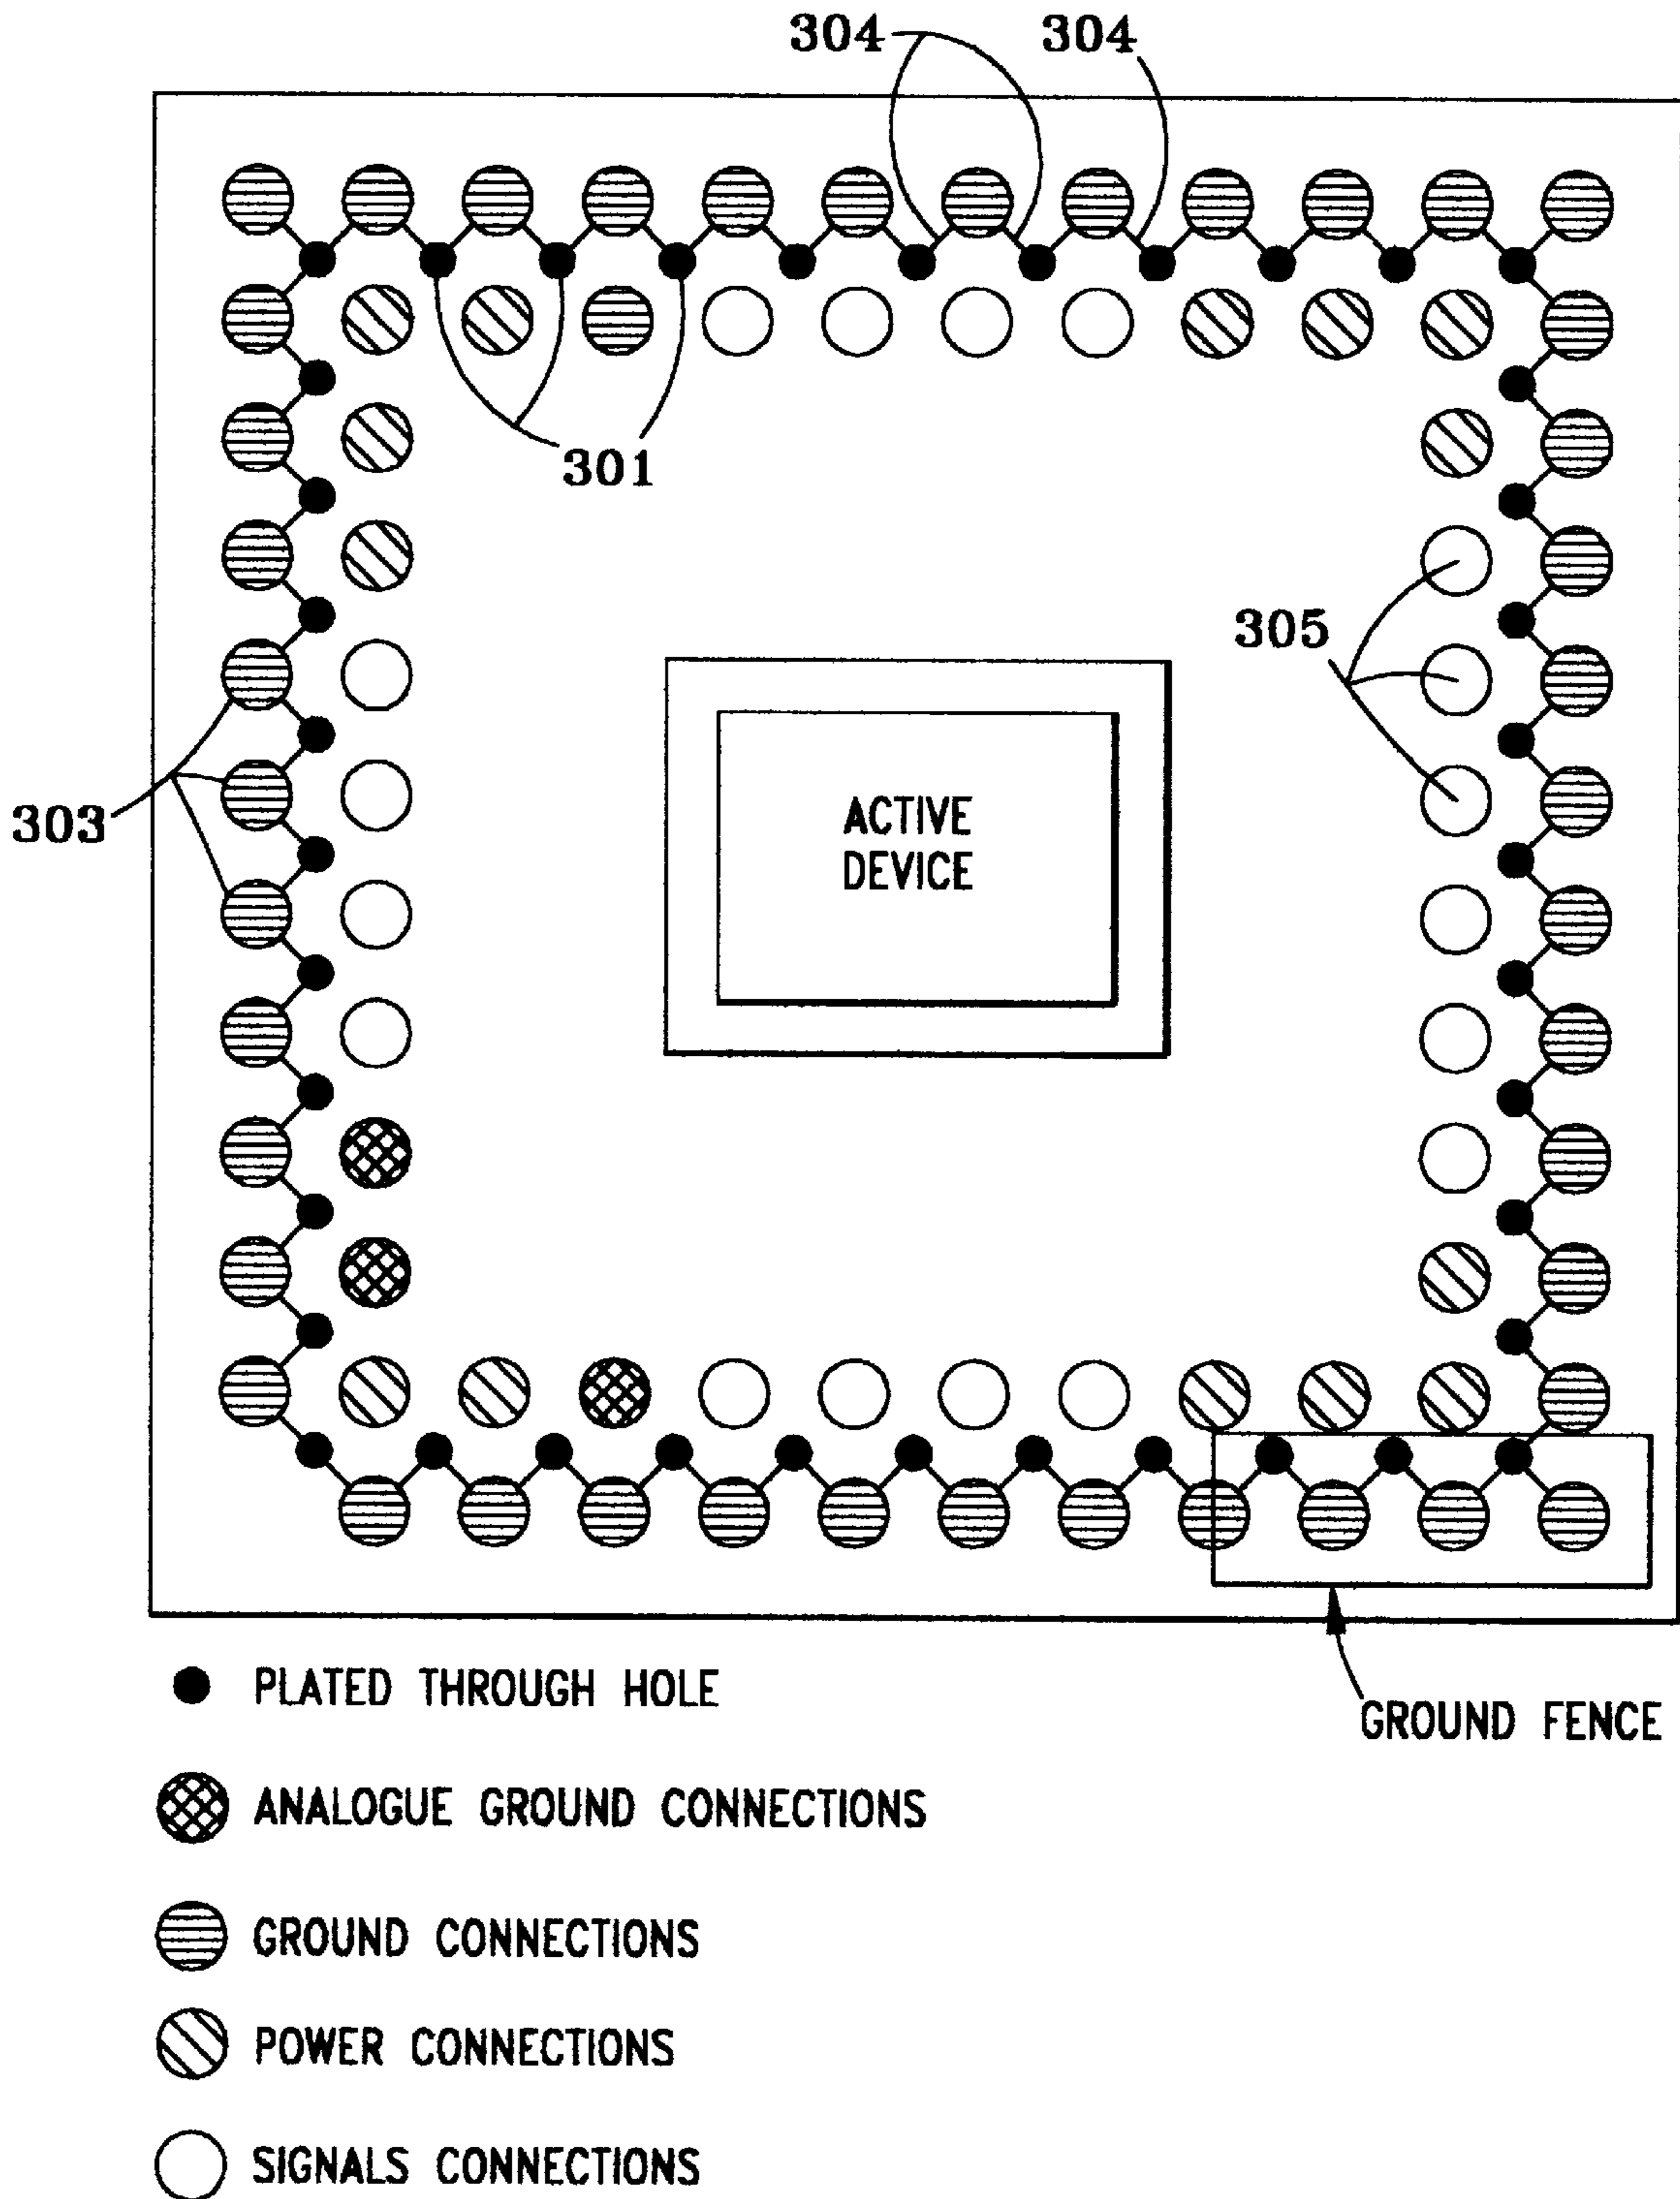 304 304
301
305
303
ACTIVE
DEVICE
PLATED THROUGH HOLE
GROUND FENCE
ANALOGUE GROUND CONNECTIONS
GROUND CONNECTIONS
POWER CONNECTIONS
SIGNALS CONNECTIONS